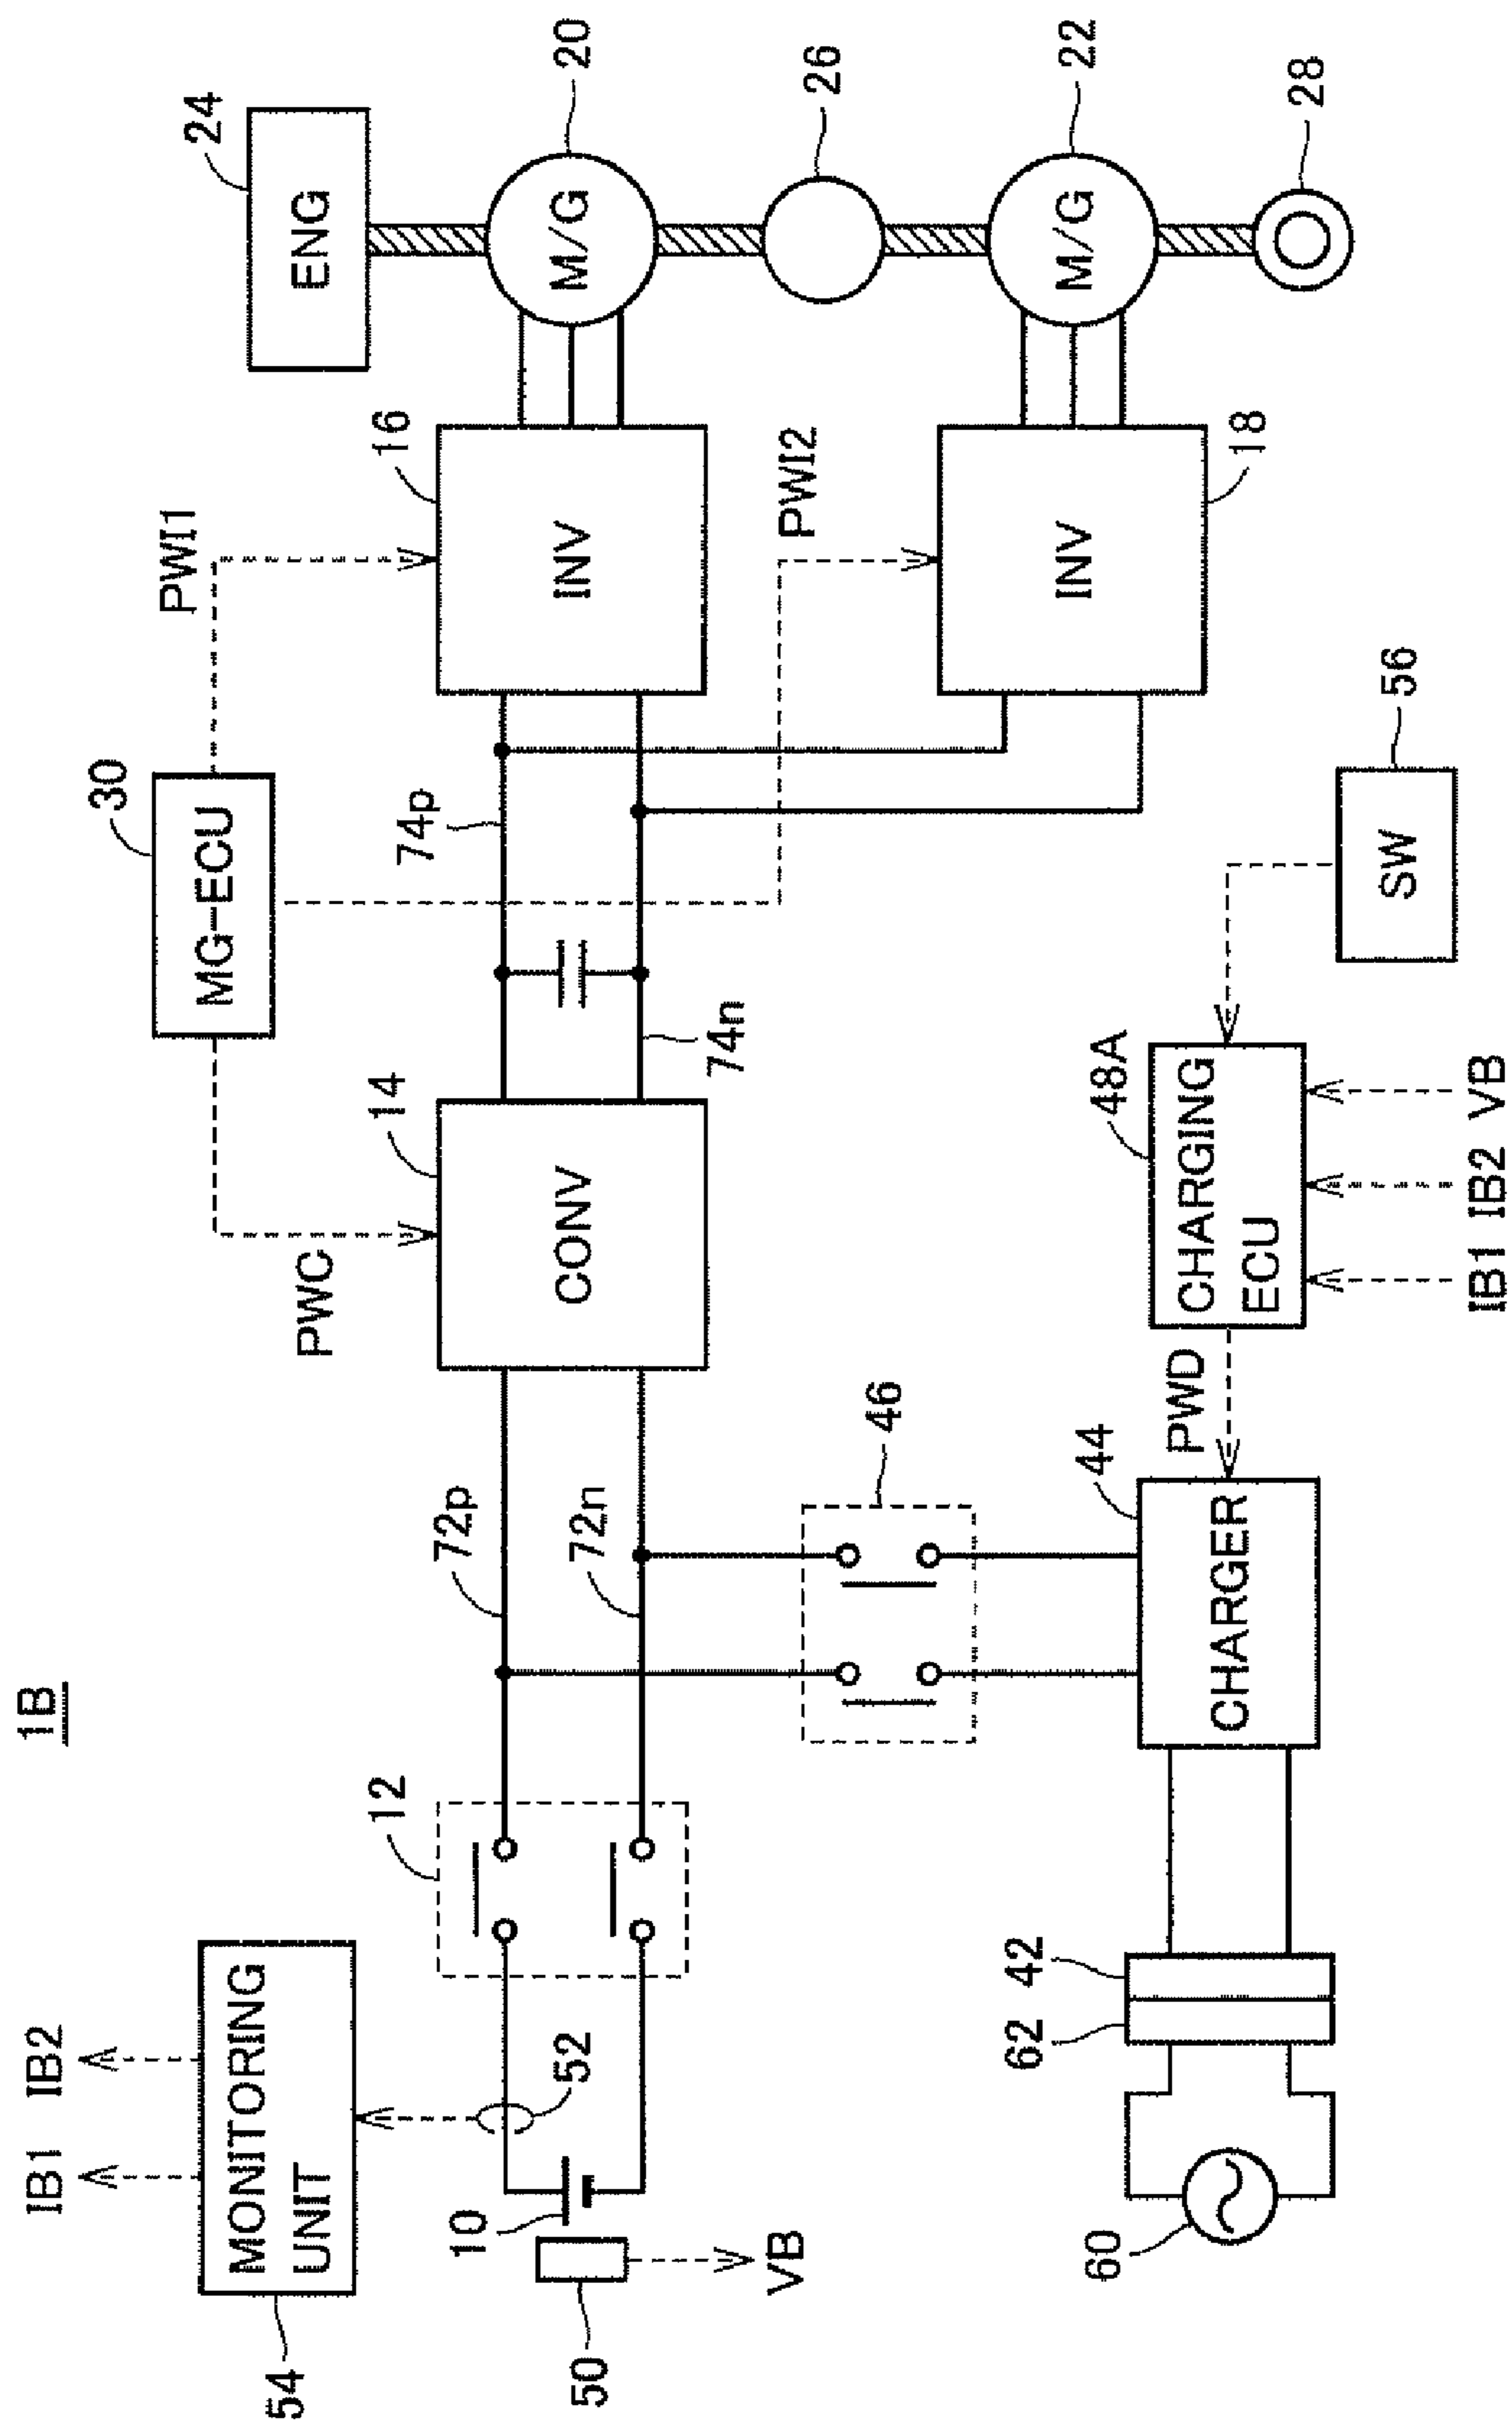 1B
54
MONITORING
UNIT
IB1
IB2
50
VB
10
52
12
72p
72n
PWC
14
CONV
30
MG-ECU
74p
74n
PWI1
PWI2
16
INV
18
INV
24
ENG
20
M/G
26
22
M/G
28
60
62
42
46
44
CHARGER
PWD
48A
CHARGING
ECU
IB1 IB2 VB
56
SW